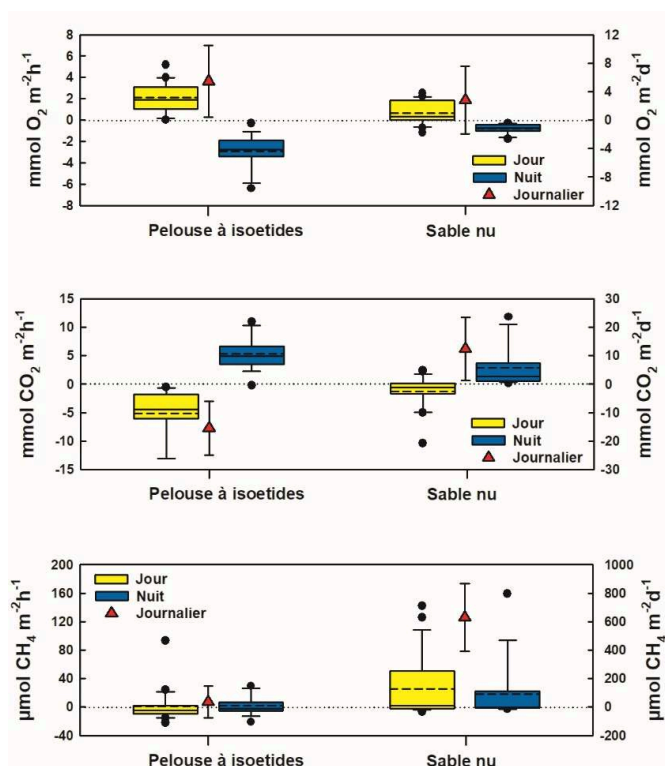 8
6
4
2
0
-2
-4
-6
-8
mmol O2 m-2h-1
12
8
4
0
-4
-8
-12
mmol O2 m-2d-1
Jour
Nuit
Journalier
Pelouse à isoetides Sable nu
15
10
5
0
-5
-10
-15
mmol CO2 m-2h-1
30
20
10
0
-10
-20
-30
mmol CO2 m-2d-1
Jour
Nuit
Journalier
Pelouse à isoetides Sable nu
200
160
120
80
40
0
-40
µmol CH4 m-2h-1
1000
800
600
400
200
0
-200
µmol CH4 m-2d-1
Jour
Nuit
Journalier
Pelouse à isoetides Sable nu